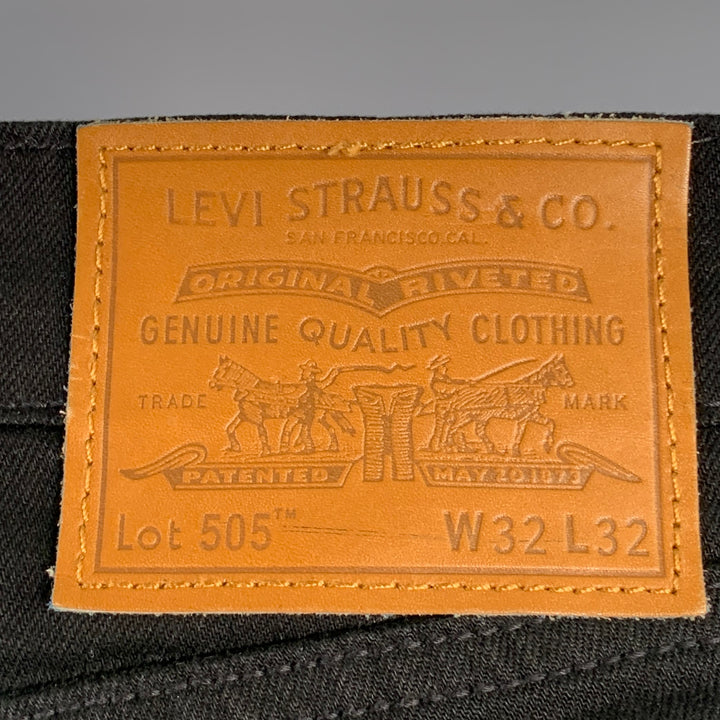 LEVI STRAUSS & CO.
SAN FRANCISCO, CAL.
ORIGINAL RIVETED
GENUINE QUALITY CLOTHING
TRADE MARK
PATENTED MAY 20 1873
Lot 505™ W32 L32